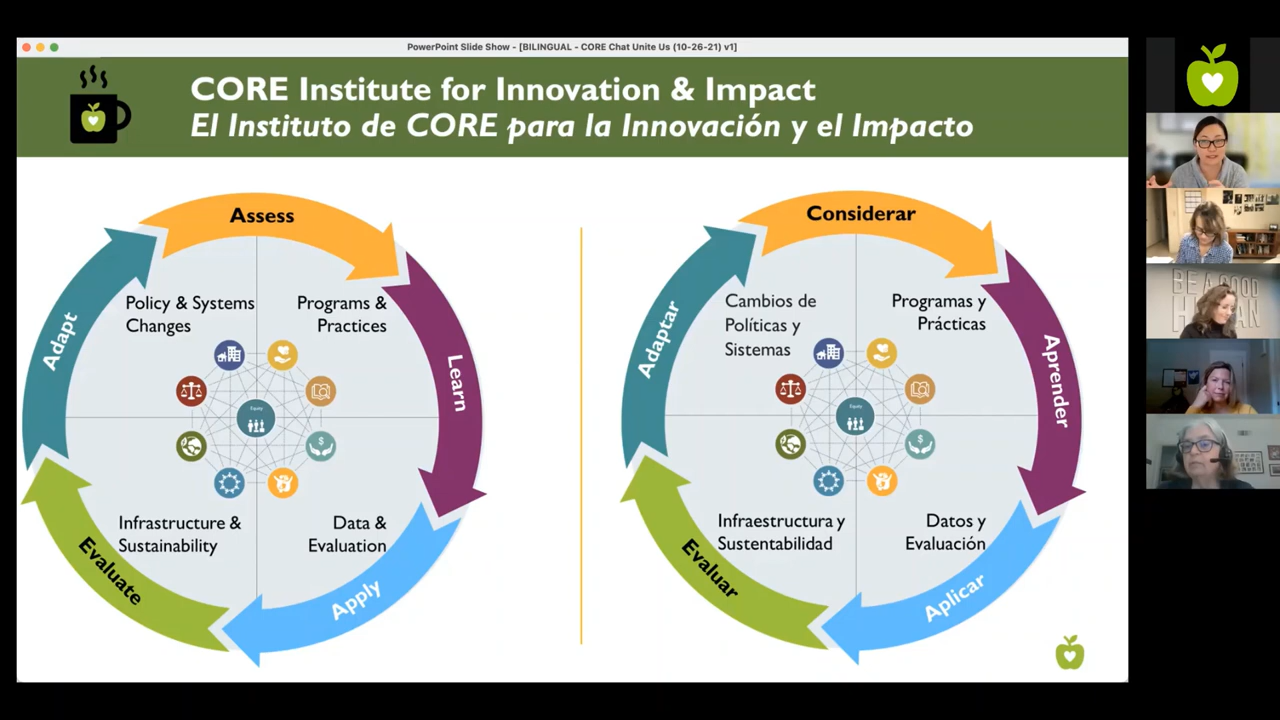 PowerPoint Slide Show - [BILINGUAL - CORE Chat Unite Us (10-26-21) v1]
CORE Institute for Innovation & Impact
El Instituto de CORE para la Innovación y el Impacto
Assess
Learn
Apply
Evaluate
Adapt
Policy & Systems
Changes
Programs &
Practices
Equity
Infrastructure &
Sustainability
Data &
Evaluation
Considerar
Aprender
Aplicar
Evaluar
Adaptar
Cambios de
Políticas y
Sistemas
Programas y
Prácticas
Equity
Infraestructura y
Sustentabilidad
Datos y
Evaluación
BE A GOOD
HUMAN